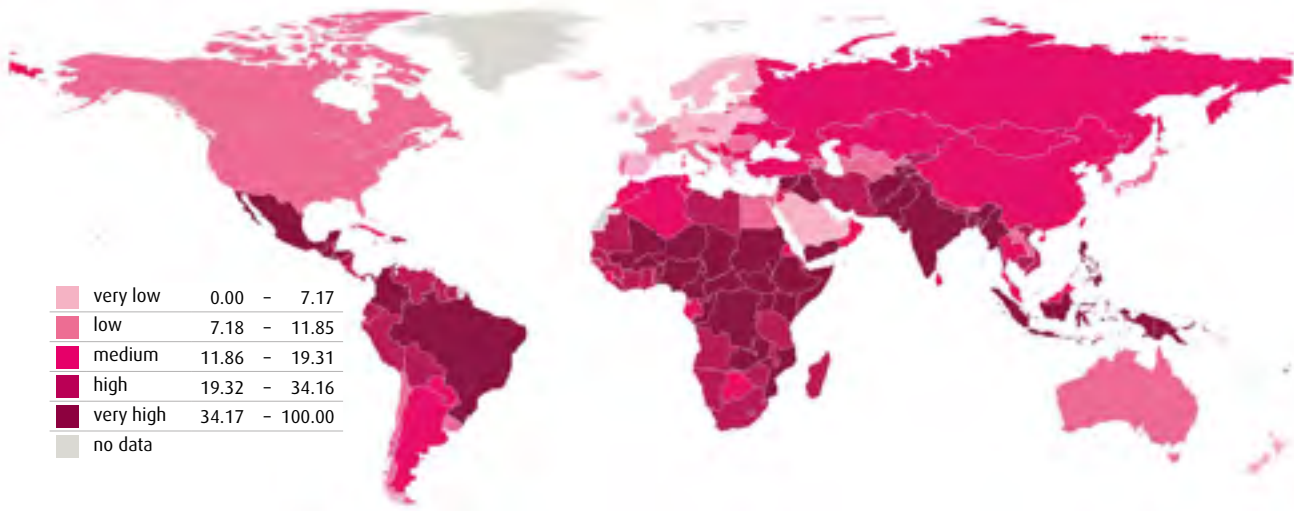 very low 0.00 – 7.17
low 7.18 – 11.85
medium 11.86 – 19.31
high 19.32 – 34.16
very high 34.17 – 100.00
no data